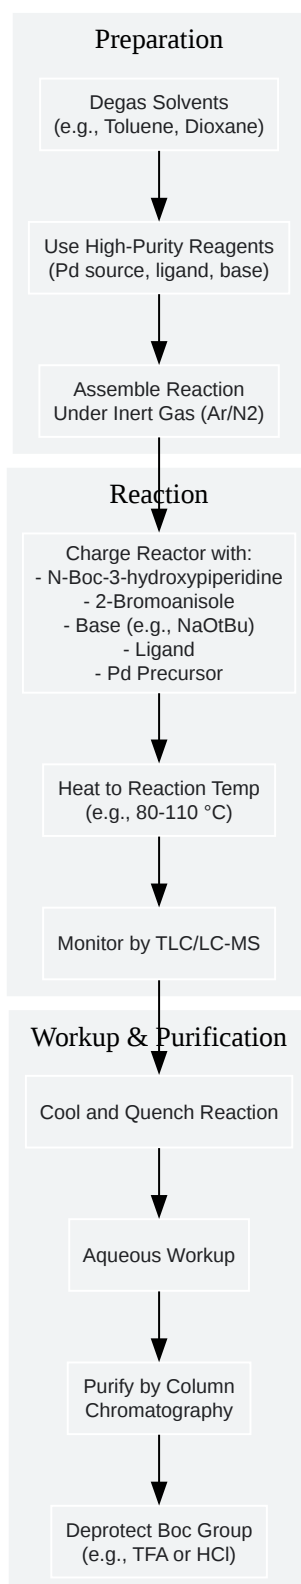 Preparation
Degas Solvents
(e.g., Toluene, Dioxane)
Use High-Purity Reagents
(Pd source, ligand, base)
Assemble Reaction
Under Inert Gas (Ar/N2)
Reaction
Charge Reactor with:
- N-Boc-3-hydroxypiperidine
- 2-Bromoanisole
- Base (e.g., NaOtBu)
- Ligand
- Pd Precursor
Heat to Reaction Temp
(e.g., 80-110 °C)
Monitor by TLC/LC-MS
Workup & Purification
Cool and Quench Reaction
Aqueous Workup
Purify by Column
Chromatography
Deprotect Boc Group
(e.g., TFA or HCl)